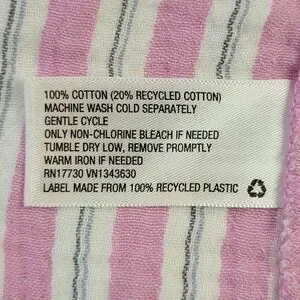 100% COTTON (20% RECYCLED COTTON)
MACHINE WASH COLD SEPARATELY
GENTLE CYCLE
ONLY NON-CHLORINE BLEACH IF NEEDED
TUMBLE DRY LOW, REMOVE PROMPTLY
WARM IRON IF NEEDED
RN17730 VN1343630
LABEL MADE FROM 100% RECYCLED PLASTIC